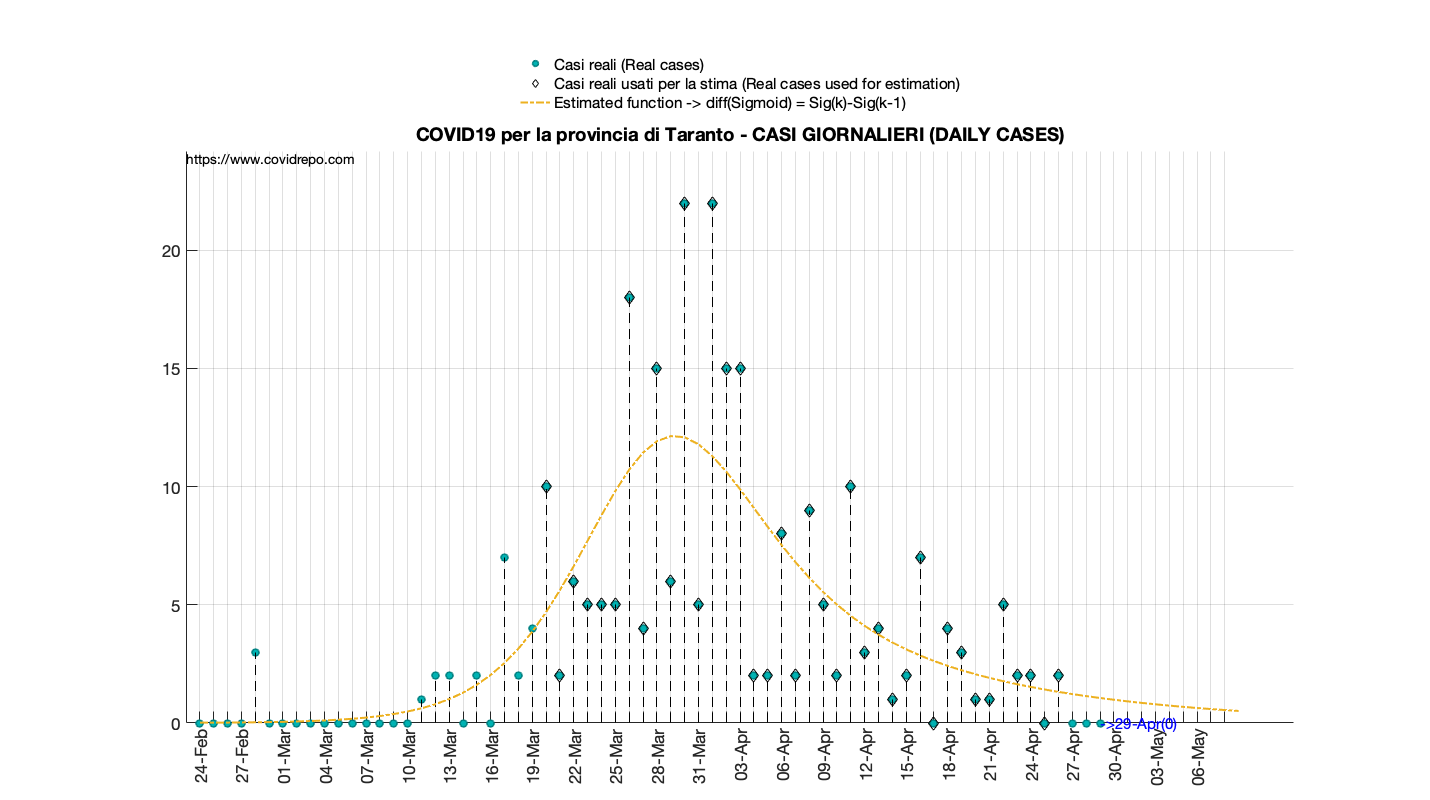 Casi reali (Real cases)
Casi reali usati per la stima (Real cases used for estimation)
Estimated function -> diff(Sigmoid) = Sig(k)-Sig(k-1)
COVID19 per la provincia di Taranto - CASI GIORNALIERI (DAILY CASES)
https://www.covidrepo.com
20
15
10
5
0
->29-Apr(0)
24-Feb
27-Feb
01-Mar
04-Mar
07-Mar
10-Mar
13-Mar
16-Mar
19-Mar
22-Mar
25-Mar
28-Mar
31-Mar
03-Apr
06-Apr
09-Apr
12-Apr
15-Apr
18-Apr
21-Apr
24-Apr
27-Apr
30-Apr
03-May
06-May